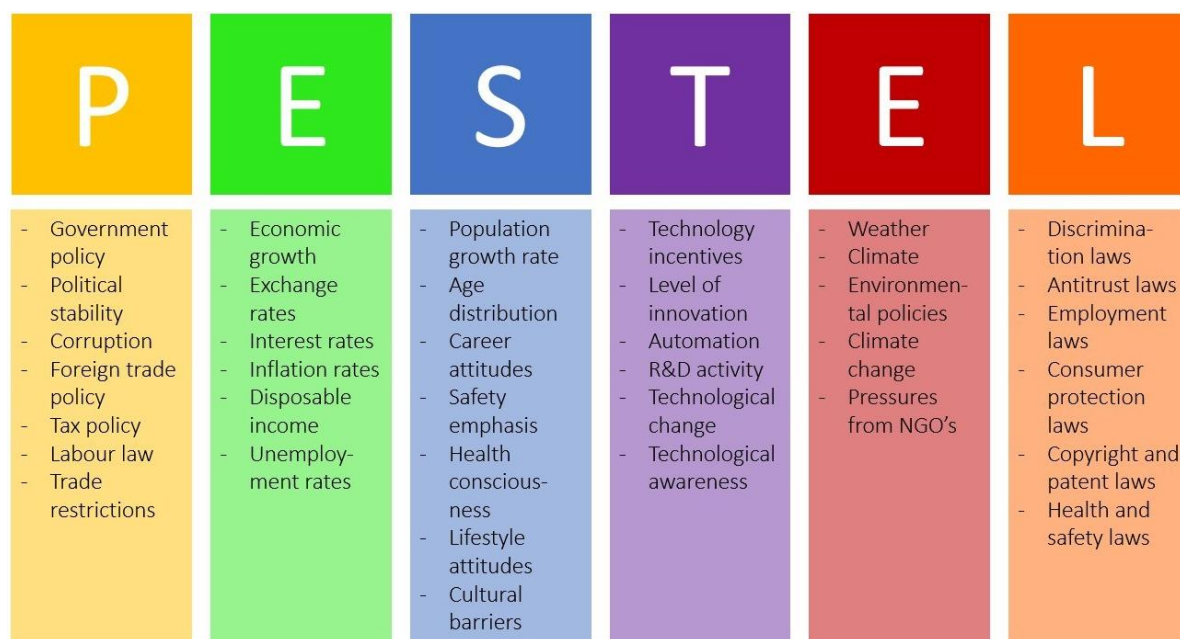 P
- Government
policy
- Political
stability
- Corruption
- Foreign trade
policy
- Tax policy
- Labour law
- Trade
restrictions
E
- Economic
growth
- Exchange
rates
- Interest rates
- Inflation rates
- Disposable
income
- Unemploy-
ment rates
S
- Population
growth rate
- Age
distribution
- Career
attitudes
- Safety
emphasis
- Health
conscious-
ness
- Lifestyle
attitudes
- Cultural
barriers
T
- Technology
incentives
- Level of
innovation
- Automation
- R&D activity
- Technological
change
- Technological
awareness
E
- Weather
- Climate
- Environmen-
tal policies
- Climate
change
- Pressures
from NGO's
L
- Discrimina-
tion laws
- Antitrust laws
- Employment
laws
- Consumer
protection
laws
- Copyright and
patent laws
- Health and
safety laws